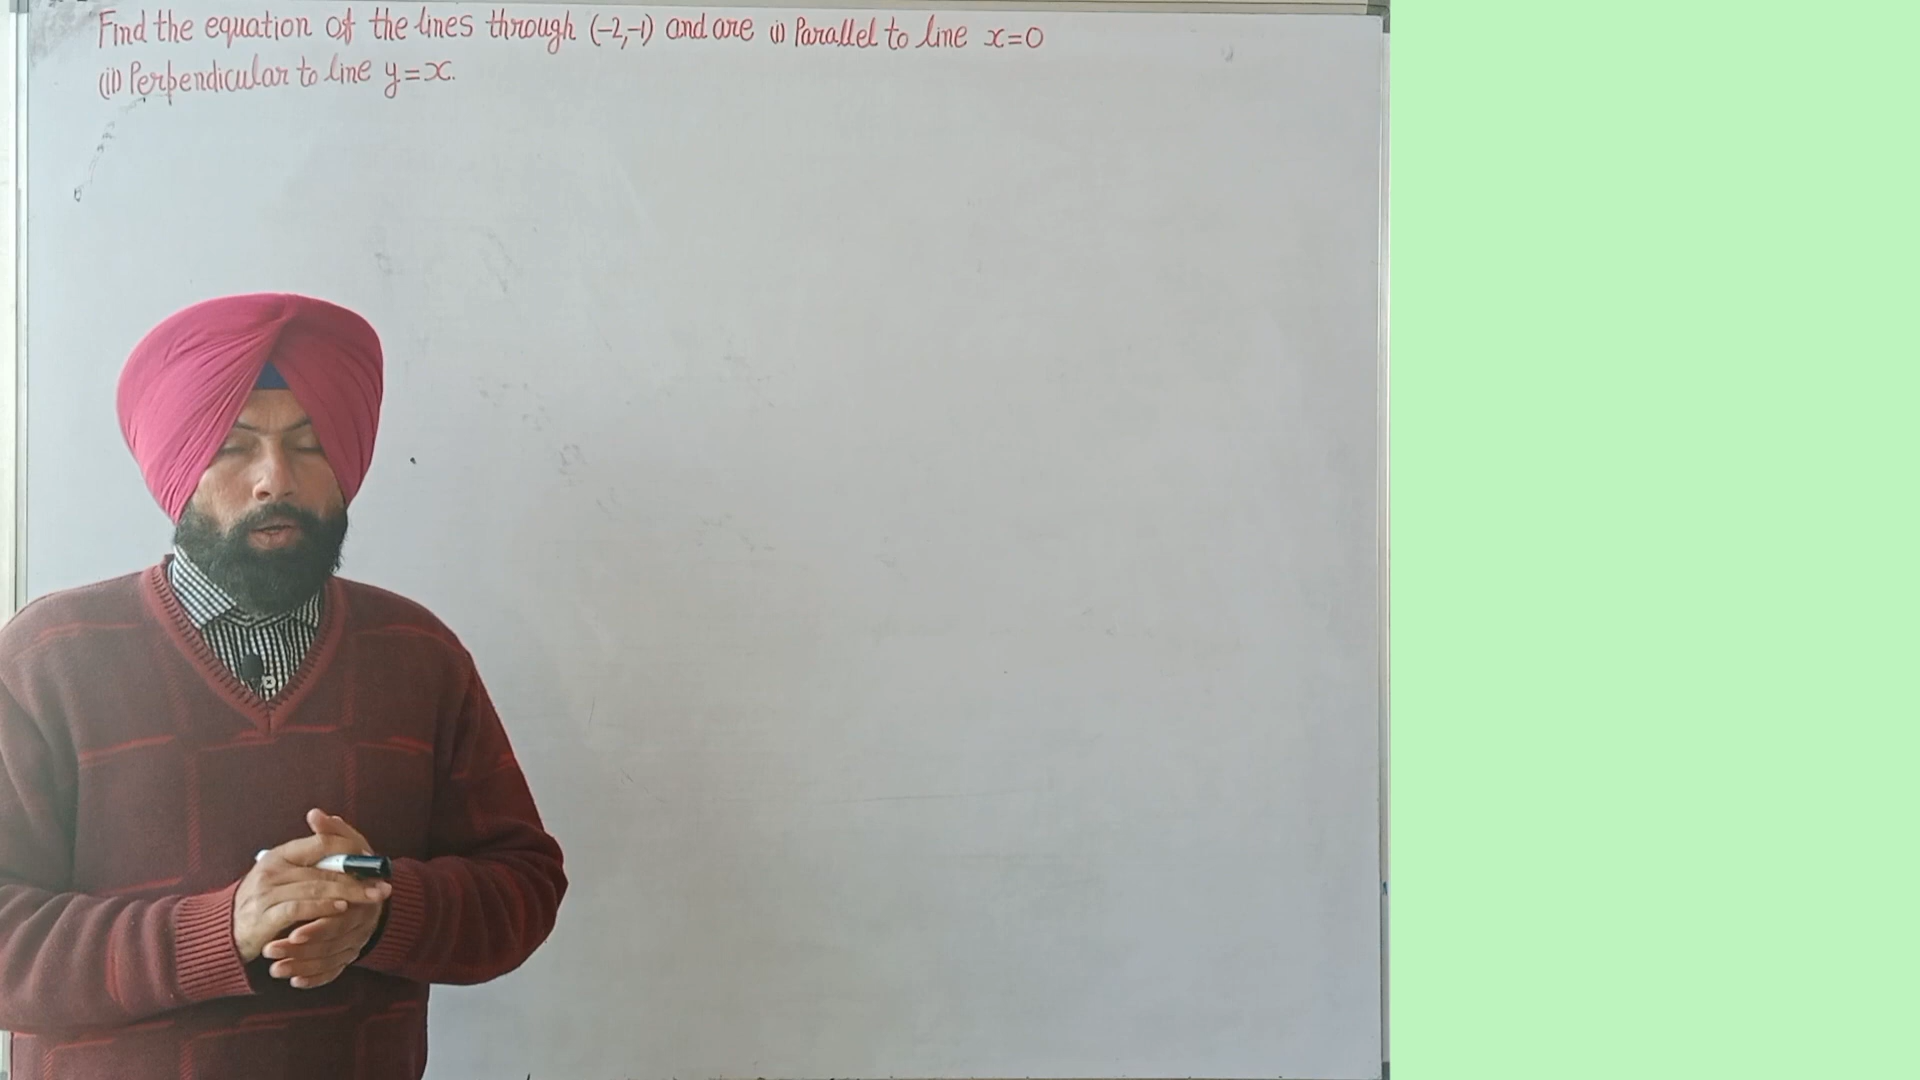 Find the equation of the lines through (-2,-1) and are (i) Parallel to line x=0
(ii) Perpendicular to line y=x.